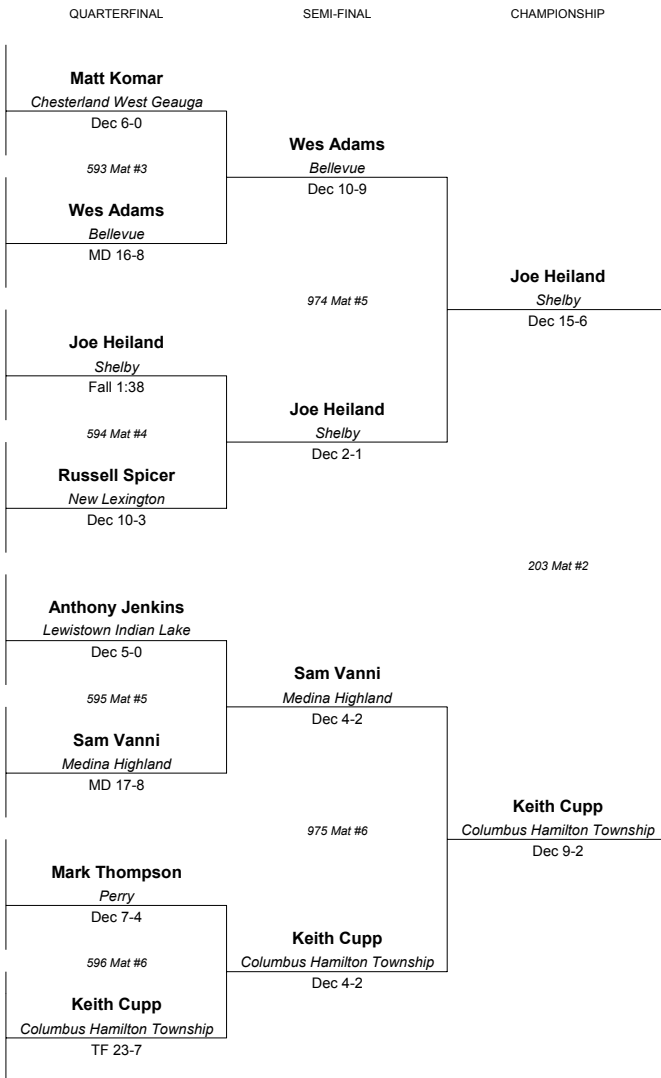 QUARTERFINAL SEMI-FINAL CHAMPIONSHIP
Matt Komar
Chesterland West Geauga
Dec 6-0
593 Mat #3
Wes Adams
Bellevue
MD 16-8
Joe Heiland
Shelby
Fall 1:38
594 Mat #4
Russell Spicer
New Lexington
Dec 10-3
Anthony Jenkins
Lewistown Indian Lake
Dec 5-0
595 Mat #5
Sam Vanni
Medina Highland
MD 17-8
Mark Thompson
Perry
Dec 7-4
596 Mat #6
Keith Cupp
Columbus Hamilton Township
TF 23-7
Wes Adams
Bellevue
Dec 10-9
974 Mat #5
Joe Heiland
Shelby
Dec 2-1
Sam Vanni
Medina Highland
Dec 4-2
975 Mat #6
Keith Cupp
Columbus Hamilton Township
Dec 4-2
Joe Heiland
Shelby
Dec 15-6
203 Mat #2
Keith Cupp
Columbus Hamilton Township
Dec 9-2